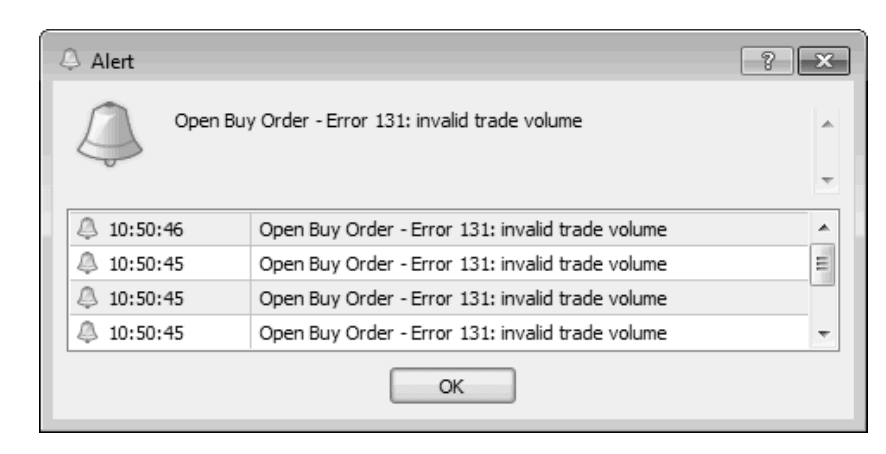 Alert
Open Buy Order - Error 131: invalid trade volume
10:50:46 Open Buy Order - Error 131: invalid trade volume
10:50:45 Open Buy Order - Error 131: invalid trade volume
10:50:45 Open Buy Order - Error 131: invalid trade volume
10:50:45 Open Buy Order - Error 131: invalid trade volume
OK